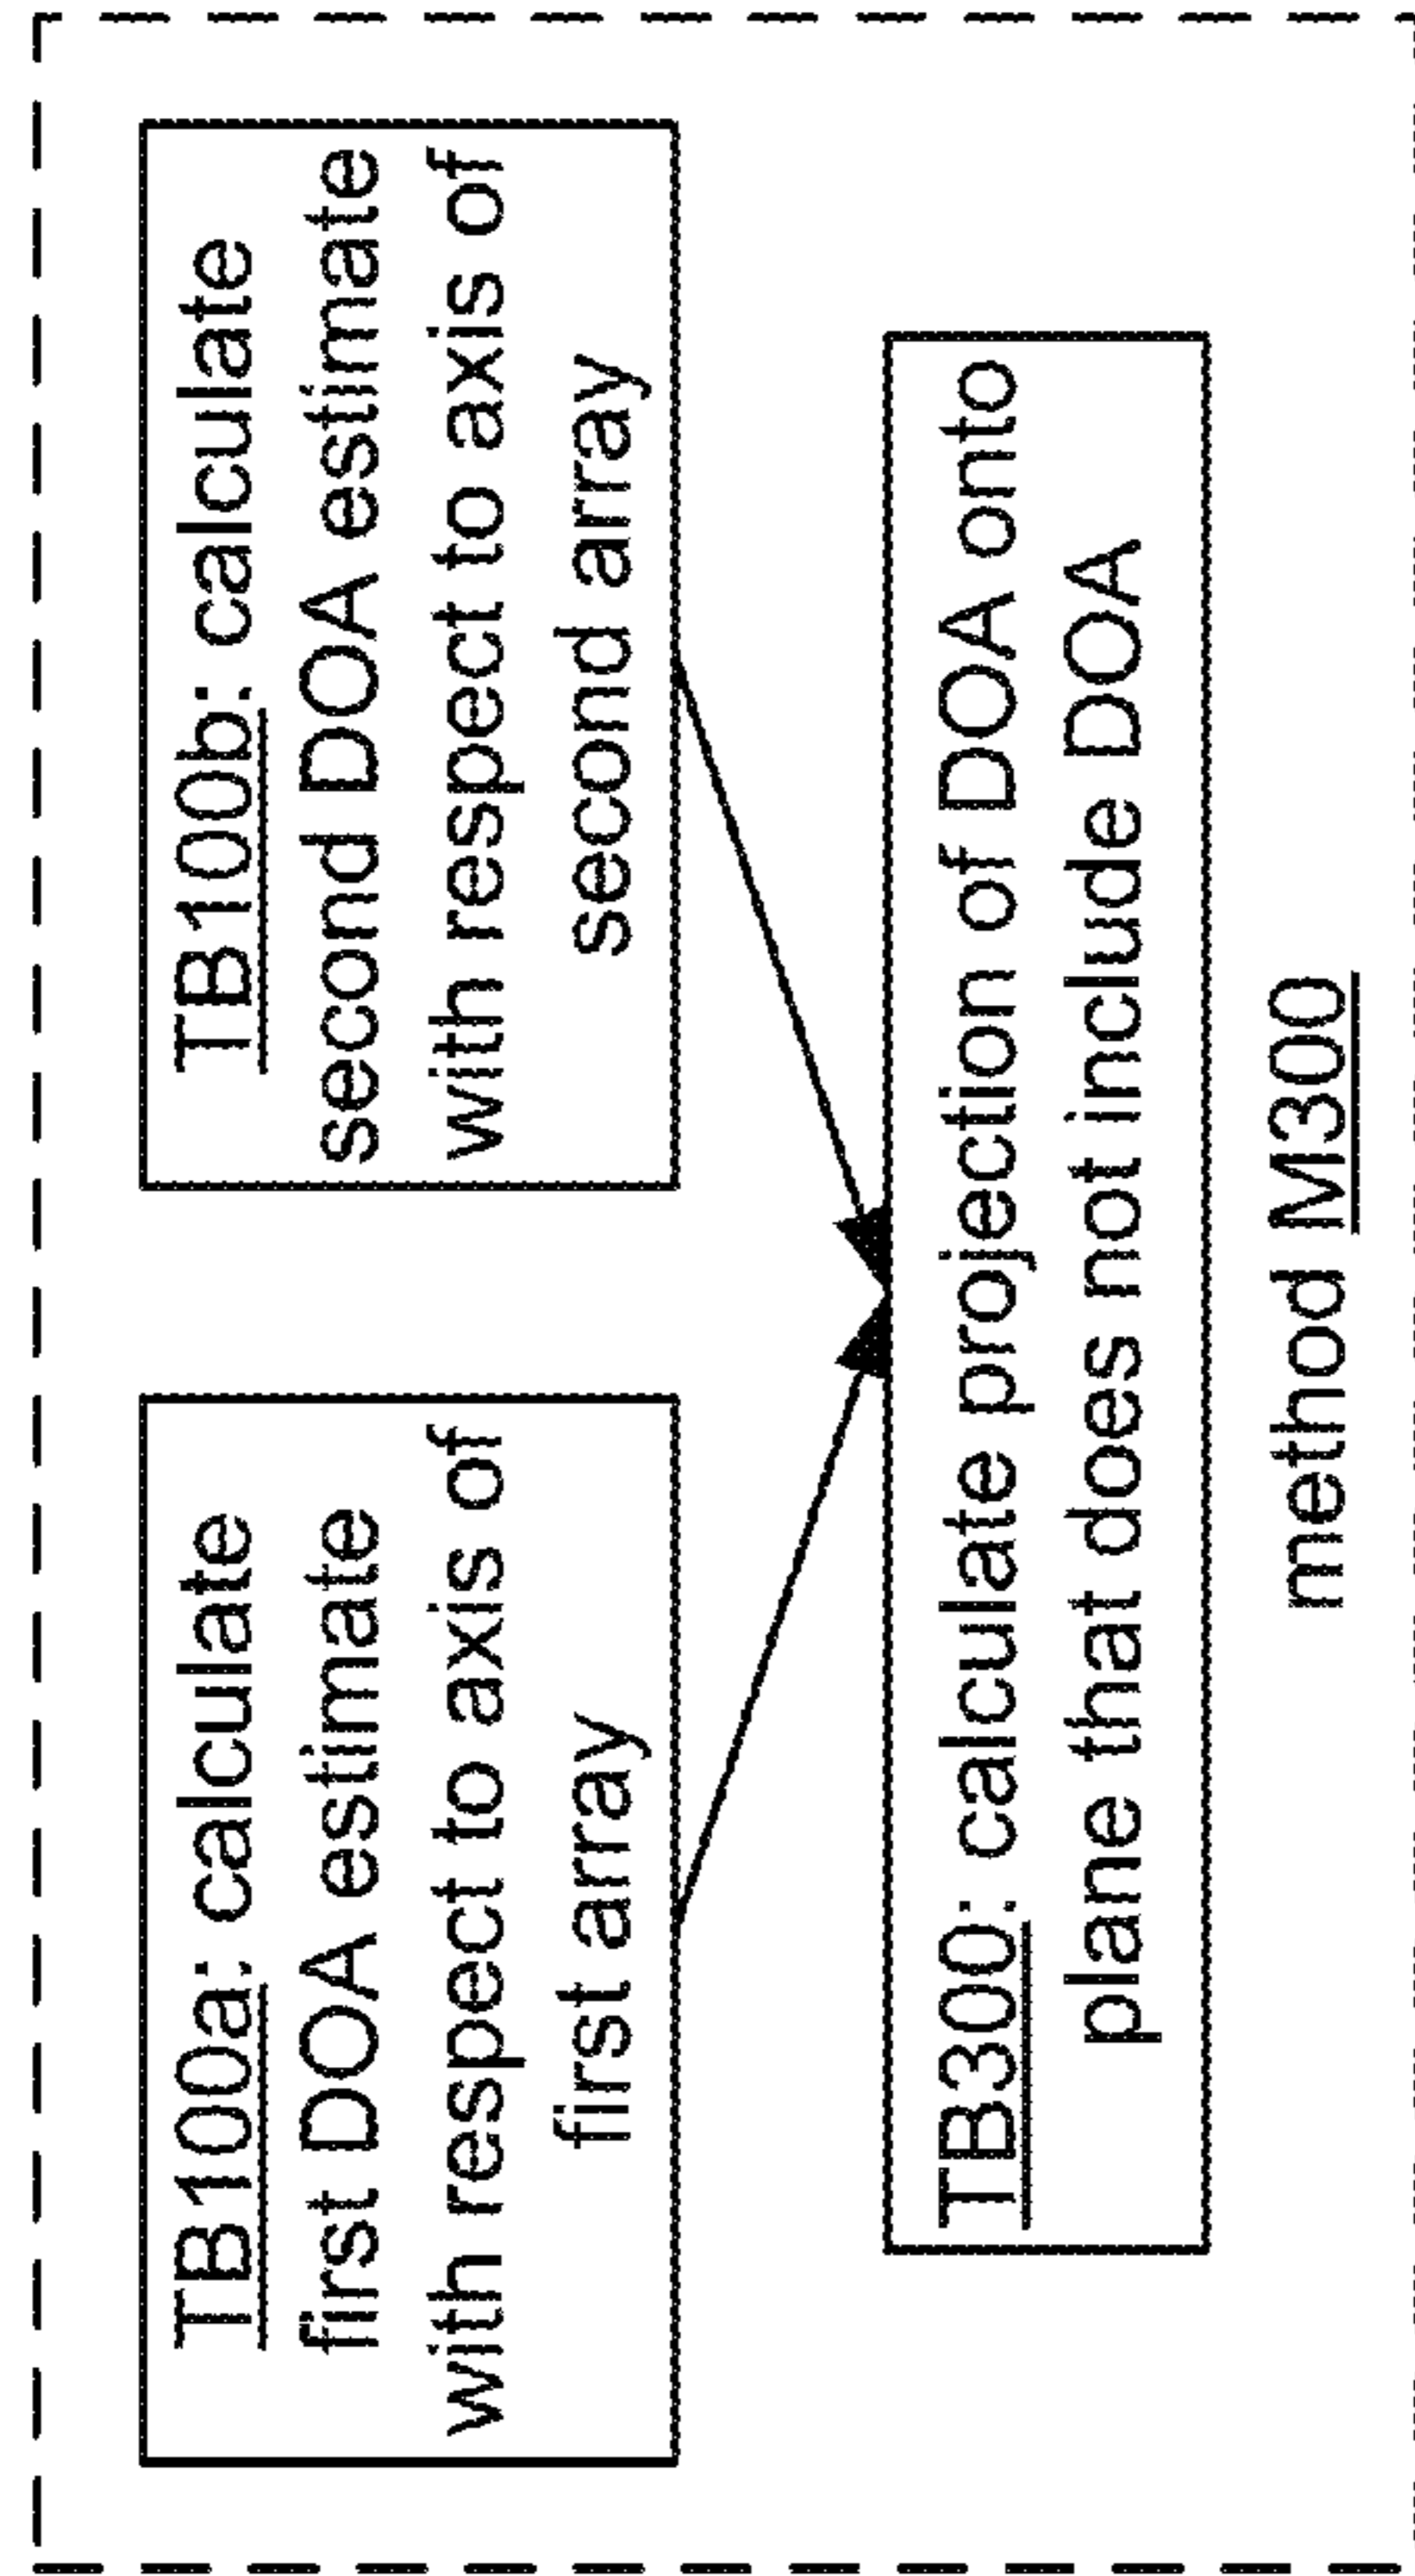 TB100a: calculate
first DOA estimate
with respect to axis of
first array
TB100b: calculate
second DOA estimate
with respect to axis of
second array
TB300: calculate projection of DOA onto
plane that does not include DOA
method M300